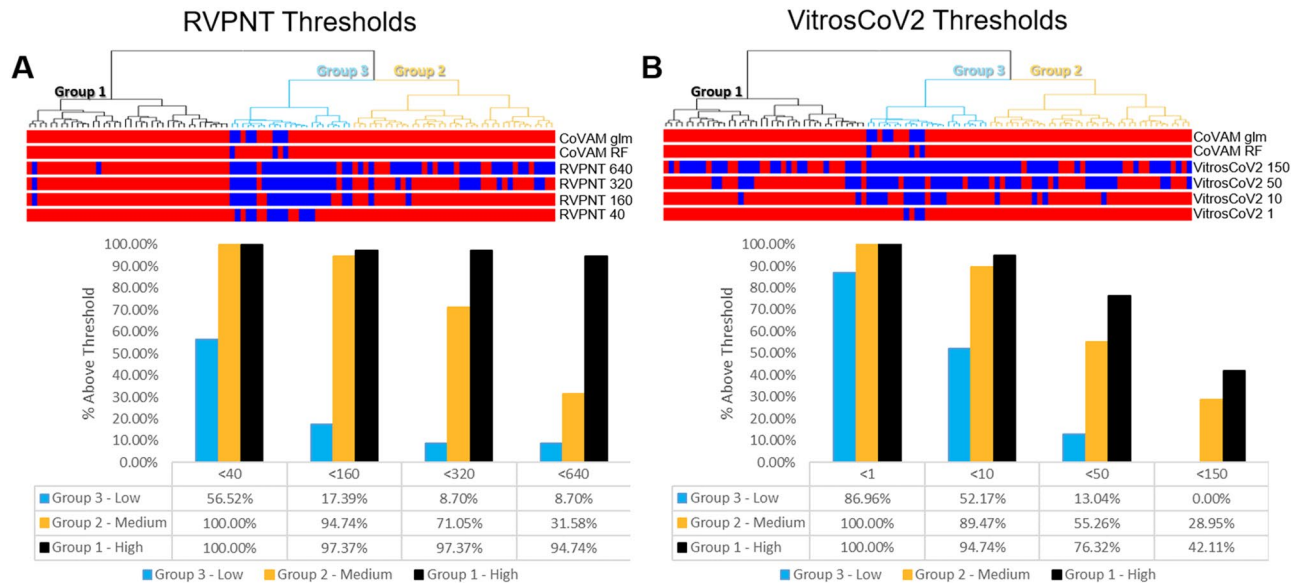 RVPNT Thresholds
A
Group 1
Group 3
Group 2
CoVAM glm
CoVAM RF
RVPNT 640
RVPNT 320
RVPNT 160
RVPNT 40
% Above Threshold
100.00%
90.00%
80.00%
70.00%
60.00%
50.00%
40.00%
30.00%
20.00%
10.00%
0.00%
<40 <160 <320 <640
Group 3 - Low 56.52% 17.39% 8.70% 8.70%
Group 2 - Medium 100.00% 94.74% 71.05% 31.58%
Group 1 - High 100.00% 97.37% 97.37% 94.74%
Group 3 - Low Group 2 - Medium Group 1 - High
VitrosCoV2 Thresholds
B
Group 1
Group 3
Group 2
CoVAM glm
CoVAM RF
VitrosCoV2 150
VitrosCoV2 50
VitrosCoV2 10
VitrosCoV2 1
% Above Threshold
100.00%
90.00%
80.00%
70.00%
60.00%
50.00%
40.00%
30.00%
20.00%
10.00%
0.00%
<1 <10 <50 <150
Group 3 - Low 86.96% 52.17% 13.04% 0.00%
Group 2 - Medium 100.00% 89.47% 55.26% 28.95%
Group 1 - High 100.00% 94.74% 76.32% 42.11%
Group 3 - Low Group 2 - Medium Group 1 - High